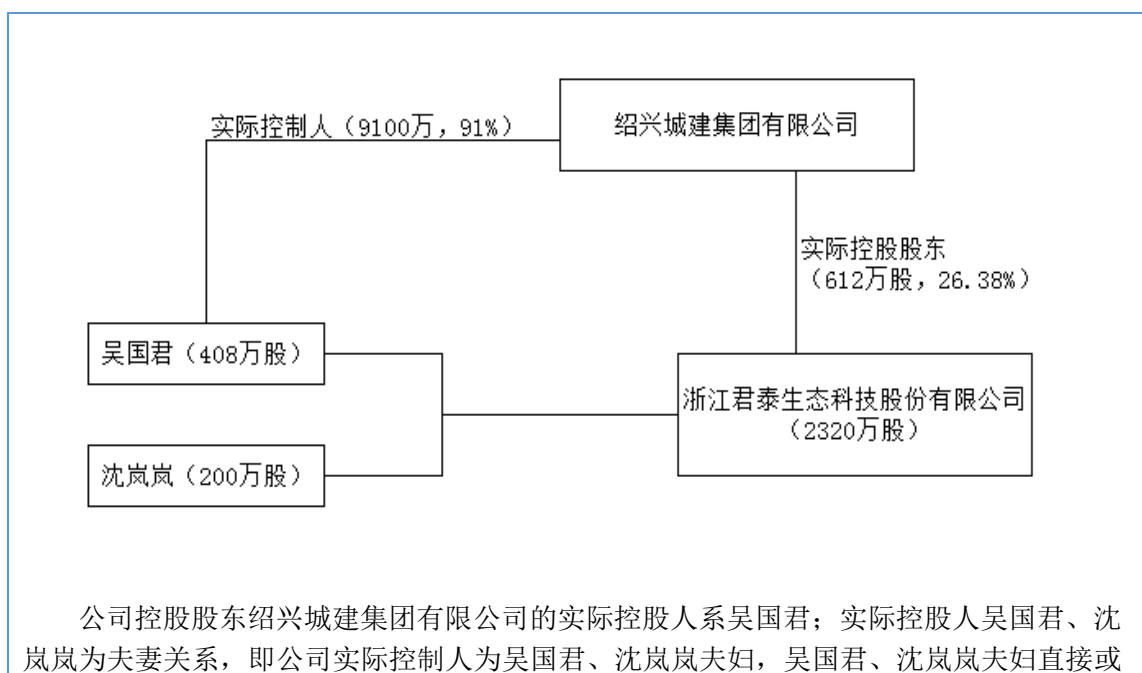 实际控制人（9100万，91%）
绍兴城建集团有限公司
实际控股股东
（612万股，26.38%）
吴国君（408万股）
浙江君泰生态科技股份有限公司
（2320万股）
沈岚岚（200万股）
公司控股股东绍兴城建集团有限公司的实际控股人系吴国君；实际控股人吴国君、沈
岚岚为夫妻关系，即公司实际控制人为吴国君、沈岚岚夫妇，吴国君、沈岚岚夫妇直接或